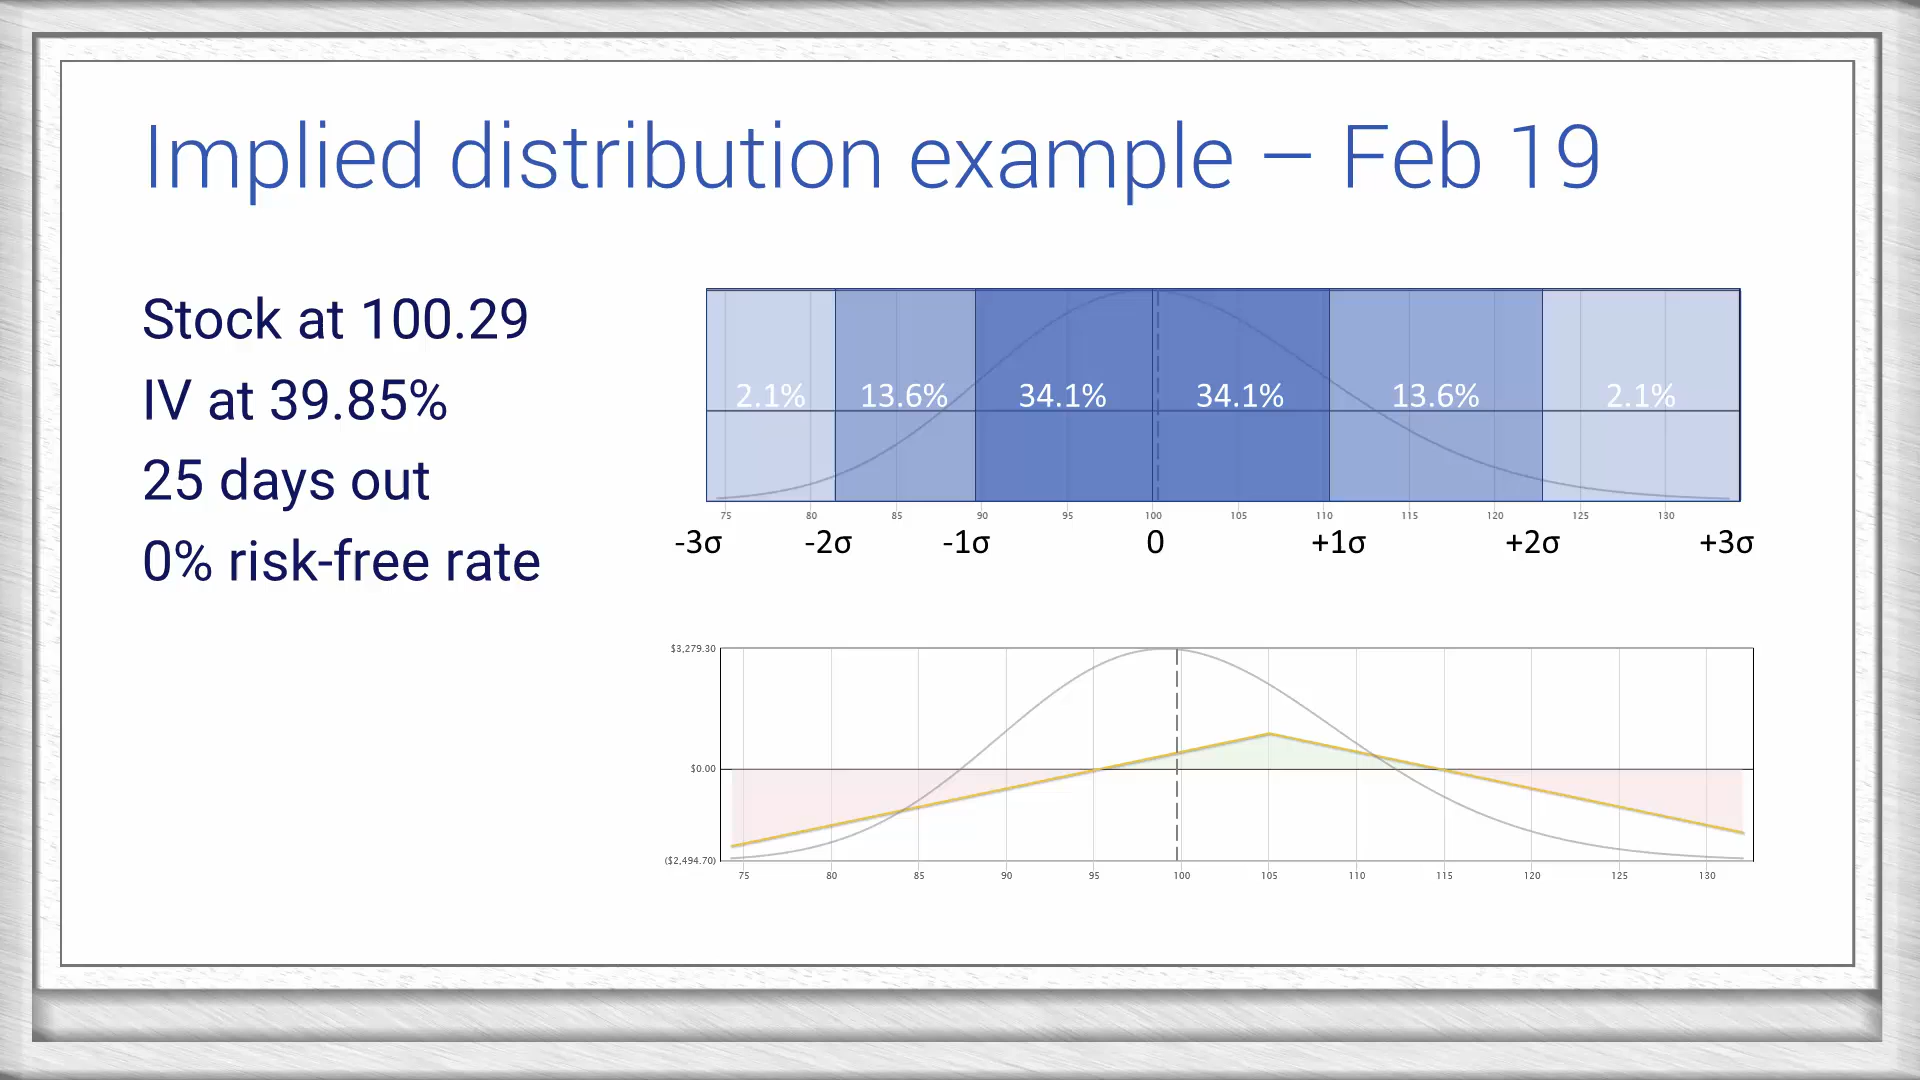 Implied distribution example – Feb 19
Stock at 100.29
IV at 39.85%
25 days out
0% risk-free rate
2.1% 13.6% 34.1% 34.1% 13.6% 2.1%
75 80 85 90 95 100 105 110 115 120 125 130
-3σ -2σ -1σ 0 +1σ +2σ +3σ
$3,279.30
$0.00
($2,494.70)
75 80 85 90 95 100 105 110 115 120 125 130